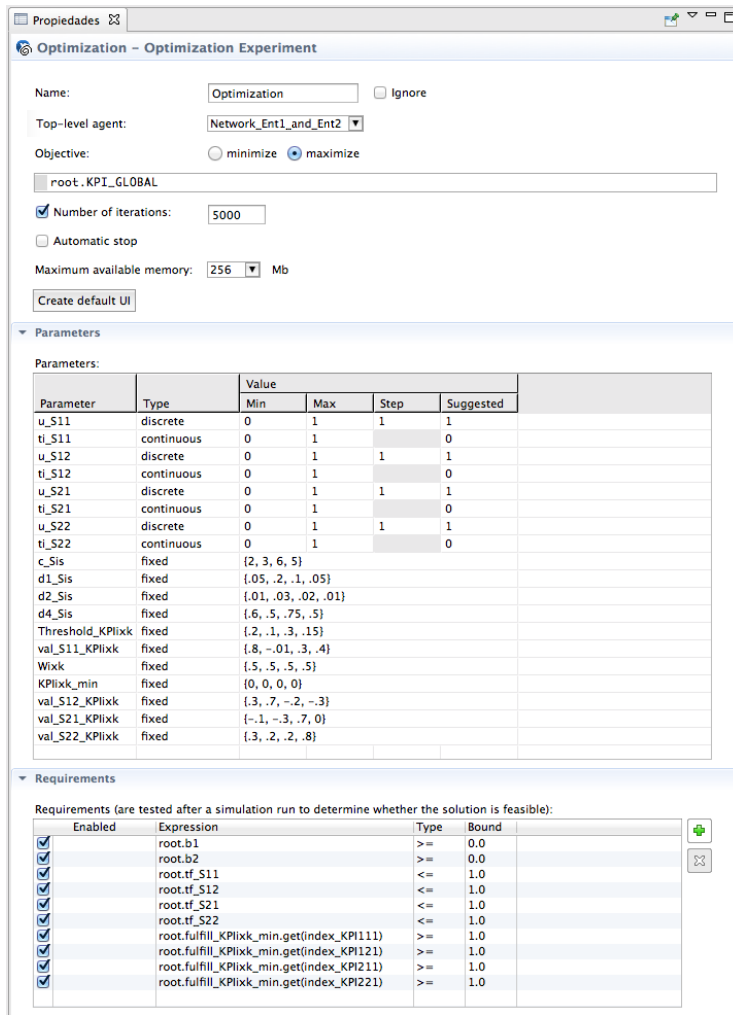 Propiedades
Optimization – Optimization Experiment
Name: Optimization Ignore
Top-level agent: Network_Ent1_and_Ent2
Objective: minimize maximize
root.KPI_GLOBAL
Number of iterations: 5000
Automatic stop
Maximum available memory: 256 Mb
Create default UI
Parameters
Parameters:
Value
Parameter Type Min Max Step Suggested
u_S11 discrete 0 1 1 1
ti_S11 continuous 0 1 0
u_S12 discrete 0 1 1 1
ti_S12 continuous 0 1 0
u_S21 discrete 0 1 1 1
ti_S21 continuous 0 1 0
u_S22 discrete 0 1 1 1
ti_S22 continuous 0 1 0
c_Sis fixed {2, 3, 6, 5}
d1_Sis fixed {.05, .2, .1, .05}
d2_Sis fixed {.01, .03, .02, .01}
d4_Sis fixed {.6, .5, .75, .5}
Threshold_KPIixk fixed {.2, .1, .3, .15}
val_S11_KPIixk fixed {.8, -.01, .3, .4}
Wixk fixed {.5, .5, .5, .5}
KPIixk_min fixed {0, 0, 0, 0}
val_S12_KPIixk fixed {.3, .7, -.2, -.3}
val_S21_KPIixk fixed {-.1, -.3, .7, 0}
val_S22_KPIixk fixed {.3, .2, .2, .8}
Requirements
Requirements (are tested after a simulation run to determine whether the solution is feasible):
Enabled Expression Type Bound
root.b1 >= 0.0
root.b2 >= 0.0
root.tf_S11 <= 1.0
root.tf_S12 <= 1.0
root.tf_S21 <= 1.0
root.tf_S22 <= 1.0
root.fulfill_KPIixk_min.get(index_KPI111) >= 1.0
root.fulfill_KPIixk_min.get(index_KPI121) >= 1.0
root.fulfill_KPIixk_min.get(index_KPI211) >= 1.0
root.fulfill_KPIixk_min.get(index_KPI221) >= 1.0